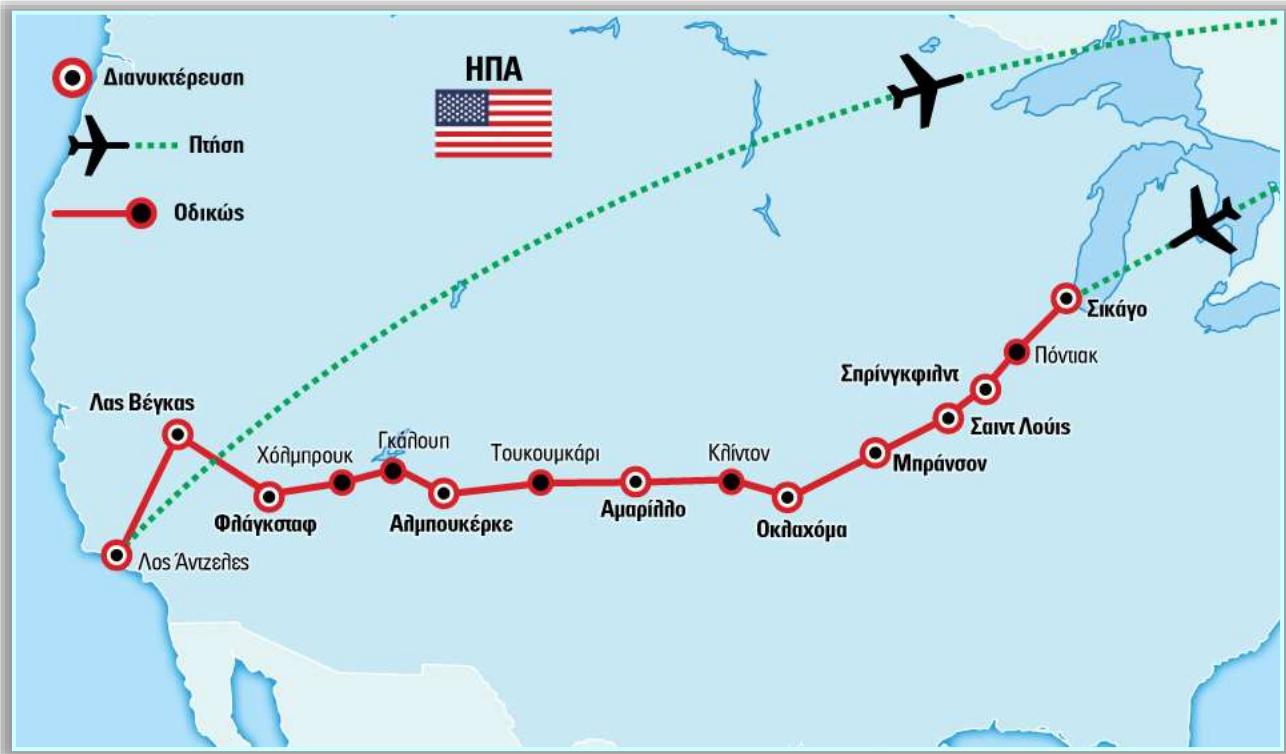 ΗΠΑ
Διανυκτέρευση
Πτήση
Οδικώς
Σικάγο
Πόντιακ
Σπρίνγκφιλντ
Σαιντ Λούις
Μπράνσον
Λας Βέγκας
Χόλμπρουκ
Γκάλουπ
Τουκουμκάρι
Κλίντον
Φλάγκσταφ
Αλμπουκέρκε
Αμαρίλλο
Οκλαχόμα
Λος Άντζελες